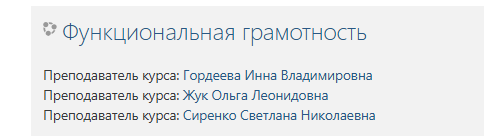 Функциональная грамотность
Преподаватель курса: Гордеева Инна Владимировна
Преподаватель курса: Жук Ольга Леонидовна
Преподаватель курса: Сиренко Светлана Николаевна